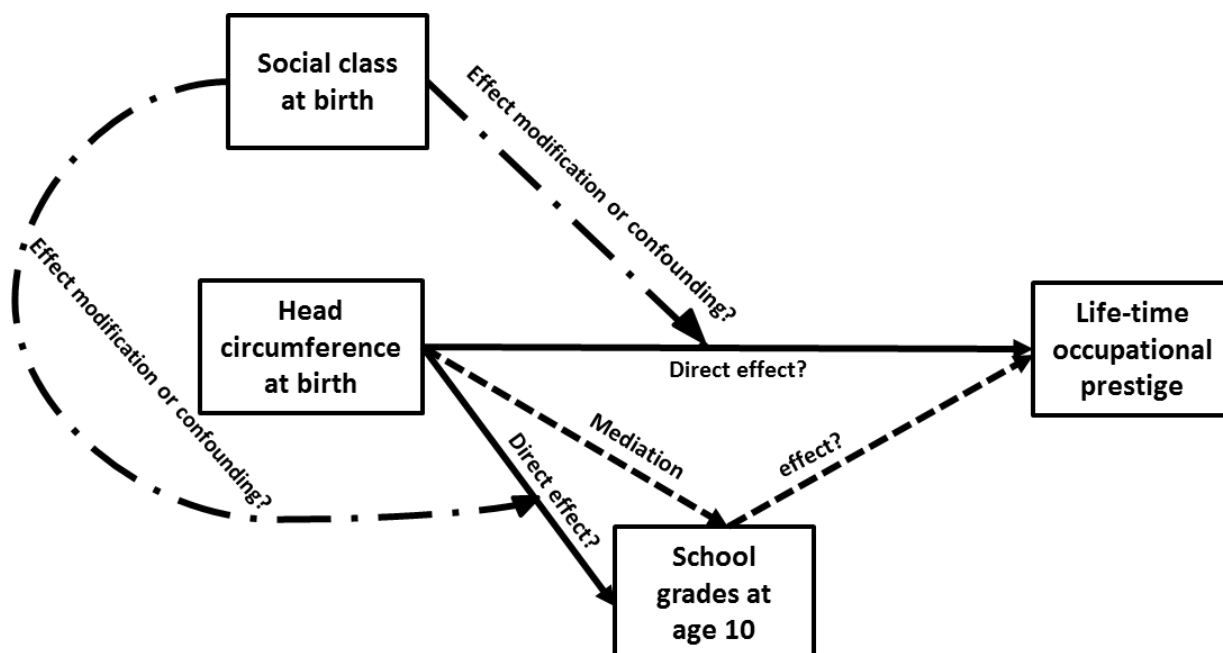 Social class
at birth
Effect modification or confounding?
Effect modification or confounding?
Head
circumference
at birth
Direct effect?
Life-time
occupational
prestige
Mediation
effect?
Direct effect?
School
grades at
age 10